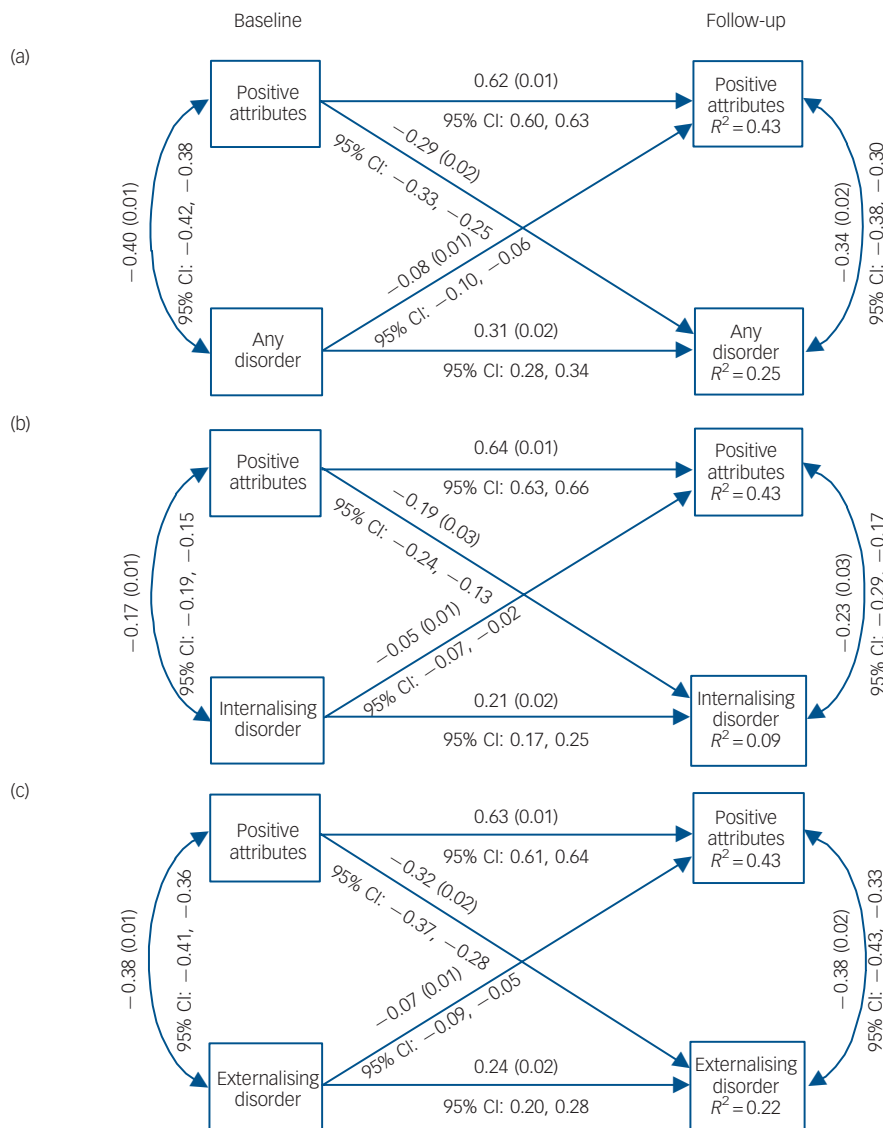 Baseline
Follow-up
(a)
Positive
attributes
0.62 (0.01)
95% CI: 0.60, 0.63
Positive
attributes
R² = 0.43
−0.40 (0.01)
95% CI: −0.42, −0.38
−0.29 (0.02)
95% CI: −0.33, −0.25
−0.08 (0.01)
95% CI: −0.10, −0.06
−0.34 (0.02)
95% CI: −0.38, −0.30
Any
disorder
0.31 (0.02)
95% CI: 0.28, 0.34
Any
disorder
R² = 0.25
(b)
Positive
attributes
0.64 (0.01)
95% CI: 0.63, 0.66
Positive
attributes
R² = 0.43
−0.17 (0.01)
95% CI: −0.19, −0.15
−0.19 (0.03)
95% CI: −0.24, −0.13
−0.05 (0.01)
95% CI: −0.07, −0.02
−0.23 (0.03)
95% CI: −0.29, −0.17
Internalising
disorder
0.21 (0.02)
95% CI: 0.17, 0.25
Internalising
disorder
R² = 0.09
(c)
Positive
attributes
0.63 (0.01)
95% CI: 0.61, 0.64
Positive
attributes
R² = 0.43
−0.38 (0.01)
95% CI: −0.41, −0.36
−0.32 (0.02)
95% CI: −0.37, −0.28
−0.07 (0.01)
95% CI: −0.09, −0.05
−0.38 (0.02)
95% CI: −0.43, −0.33
Externalising
disorder
0.24 (0.02)
95% CI: 0.20, 0.28
Externalising
disorder
R² = 0.22